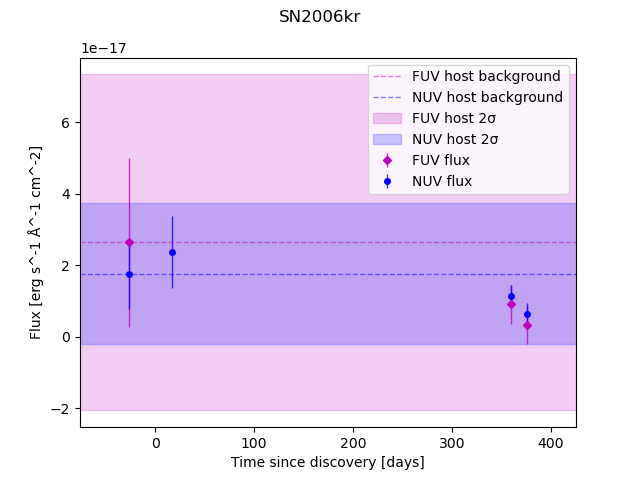 SN2006kr
1e−17
FUV host background
NUV host background
FUV host 2σ
NUV host 2σ
FUV flux
NUV flux
Flux [erg s^-1 Å^-1 cm^-2]
6
4
2
0
−2
0 100 200 300 400
Time since discovery [days]